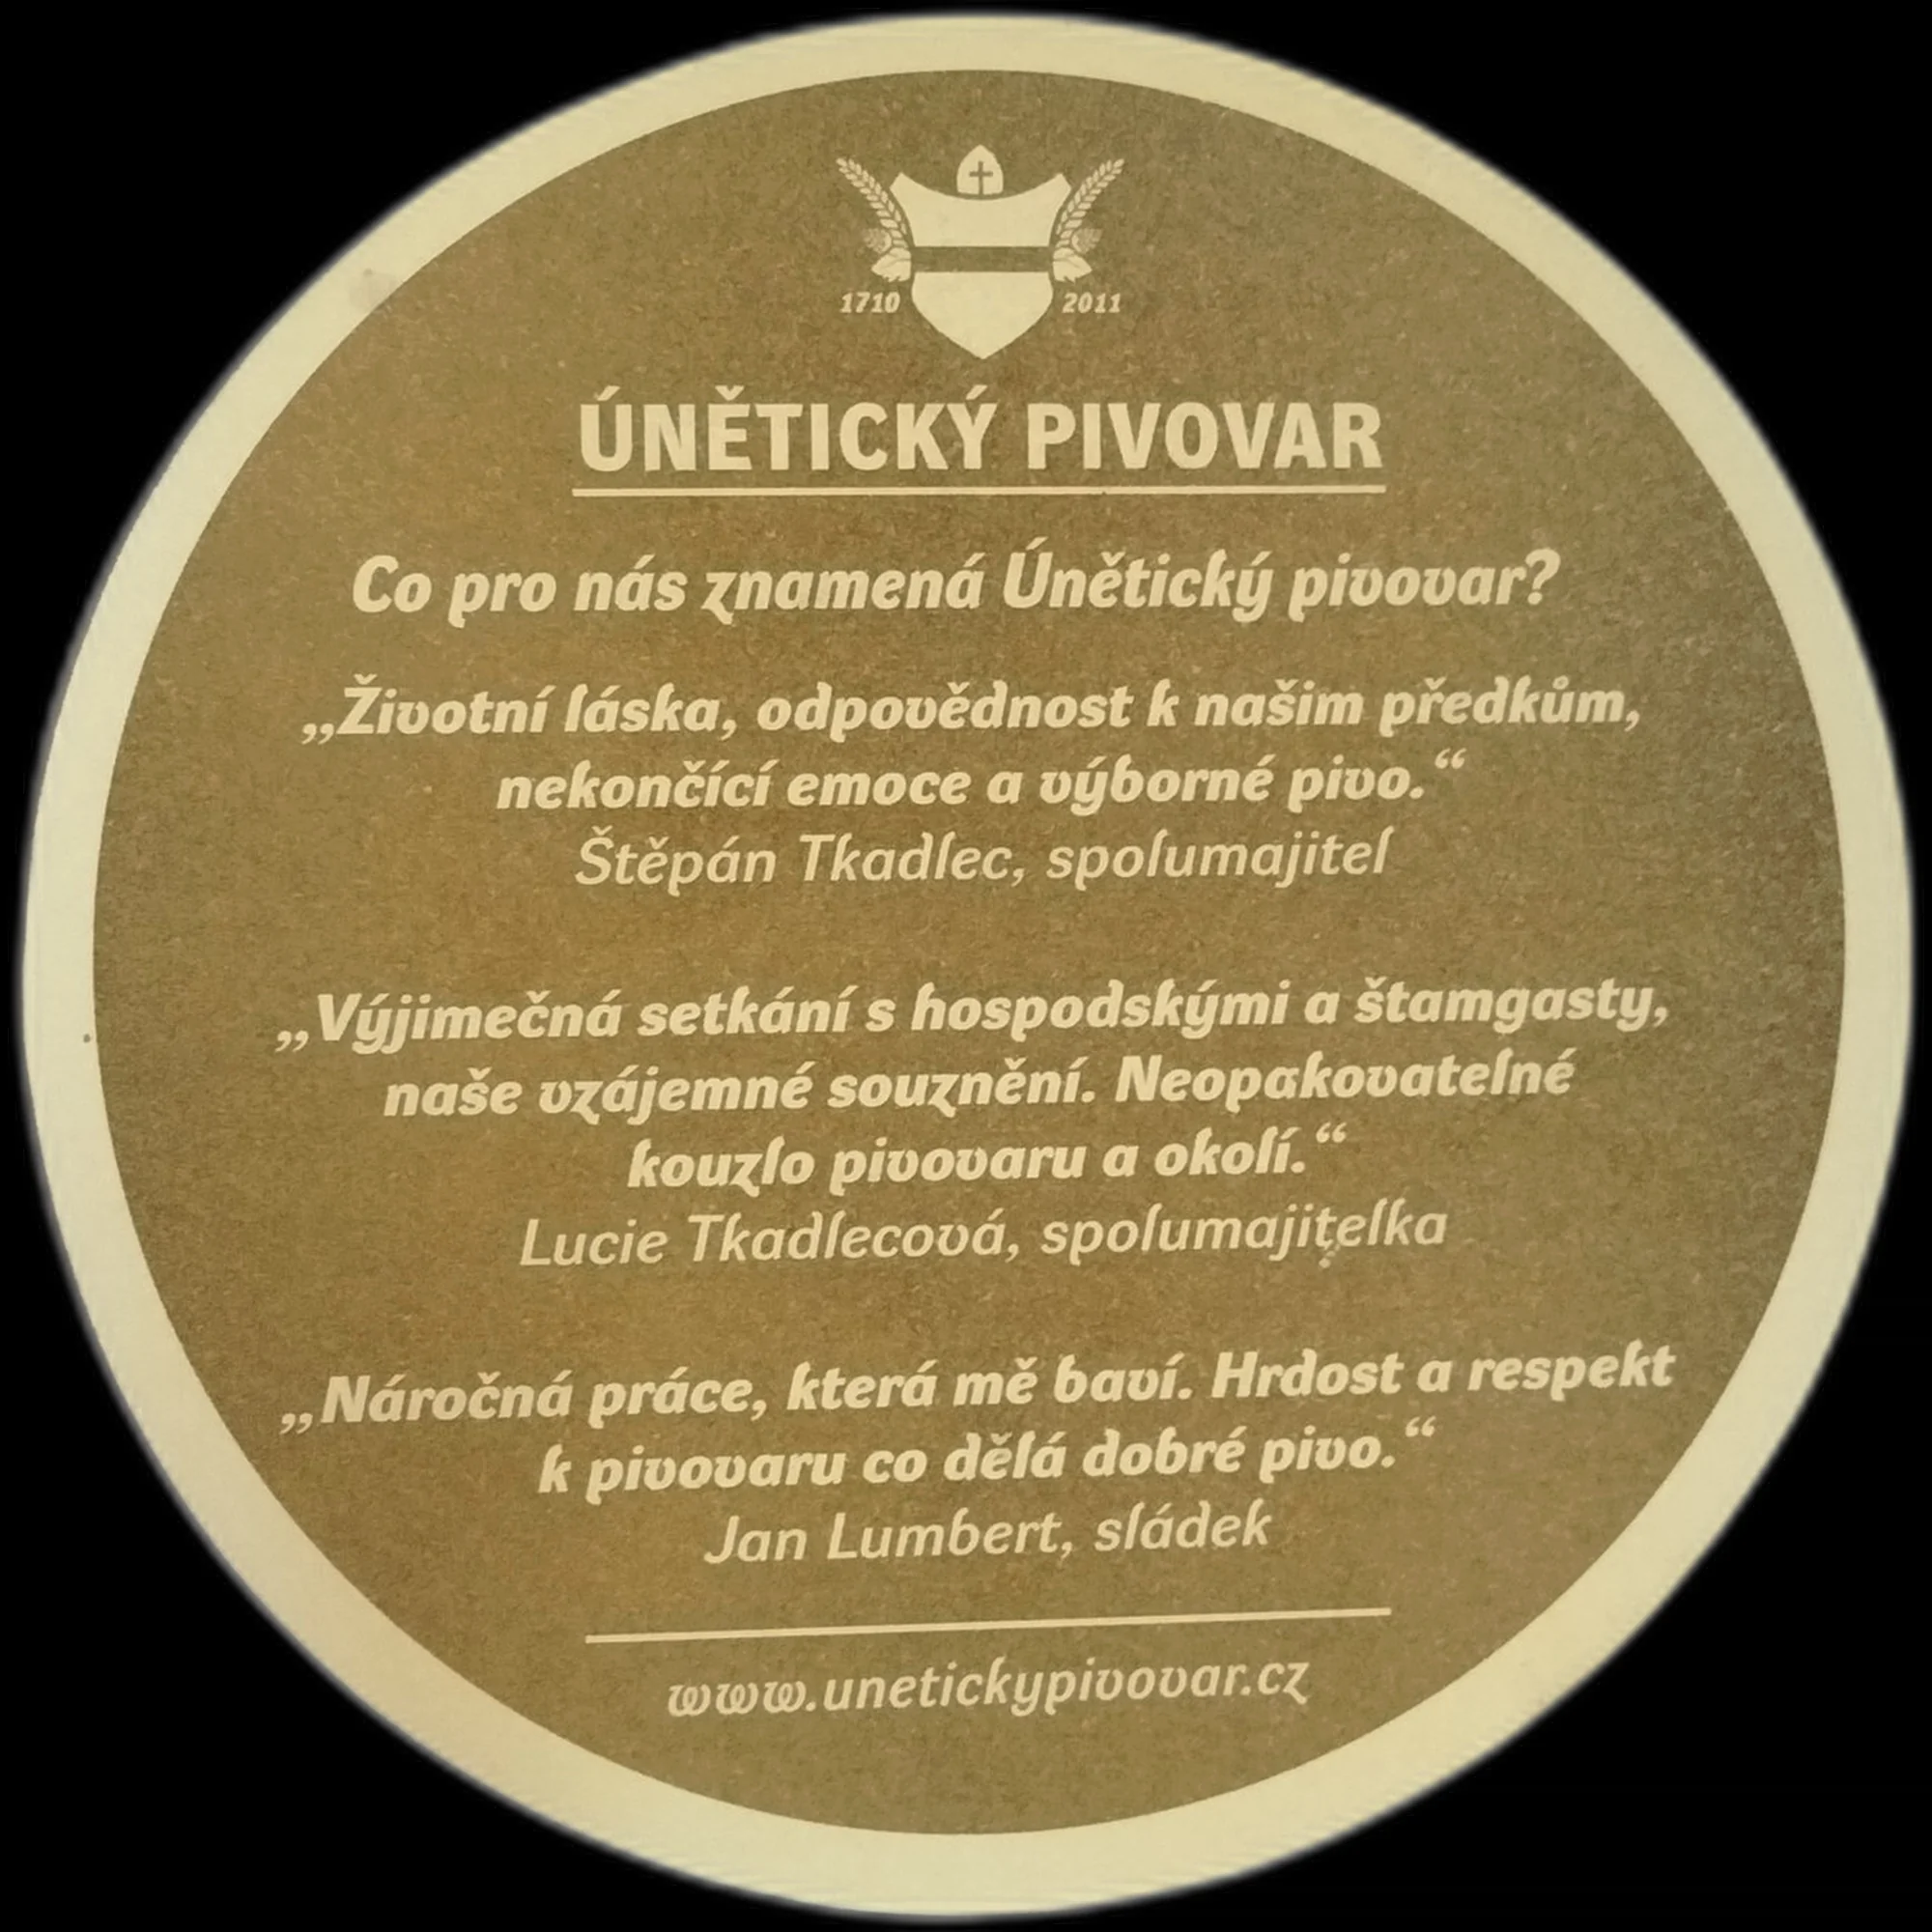 1710 2011
ÚNĚTICKÝ PIVOVAR
Co pro nás znamená Únětický pivovar?
„Životní láska, odpovědnost k našim předkům,
nekončící emoce a výborné pivo.“
Štěpán Tkadlec, spolumajitel
„Výjimečná setkání s hospodskými a štamgasty,
naše vzájemné souznění. Neopakovatelné
kouzlo pivovaru a okolí.“
Lucie Tkadlecová, spolumajitelka
„Náročná práce, která mě baví. Hrdost a respekt
k pivovaru co dělá dobré pivo.“
Jan Lumbert, sládek
www.unetickypivovar.cz